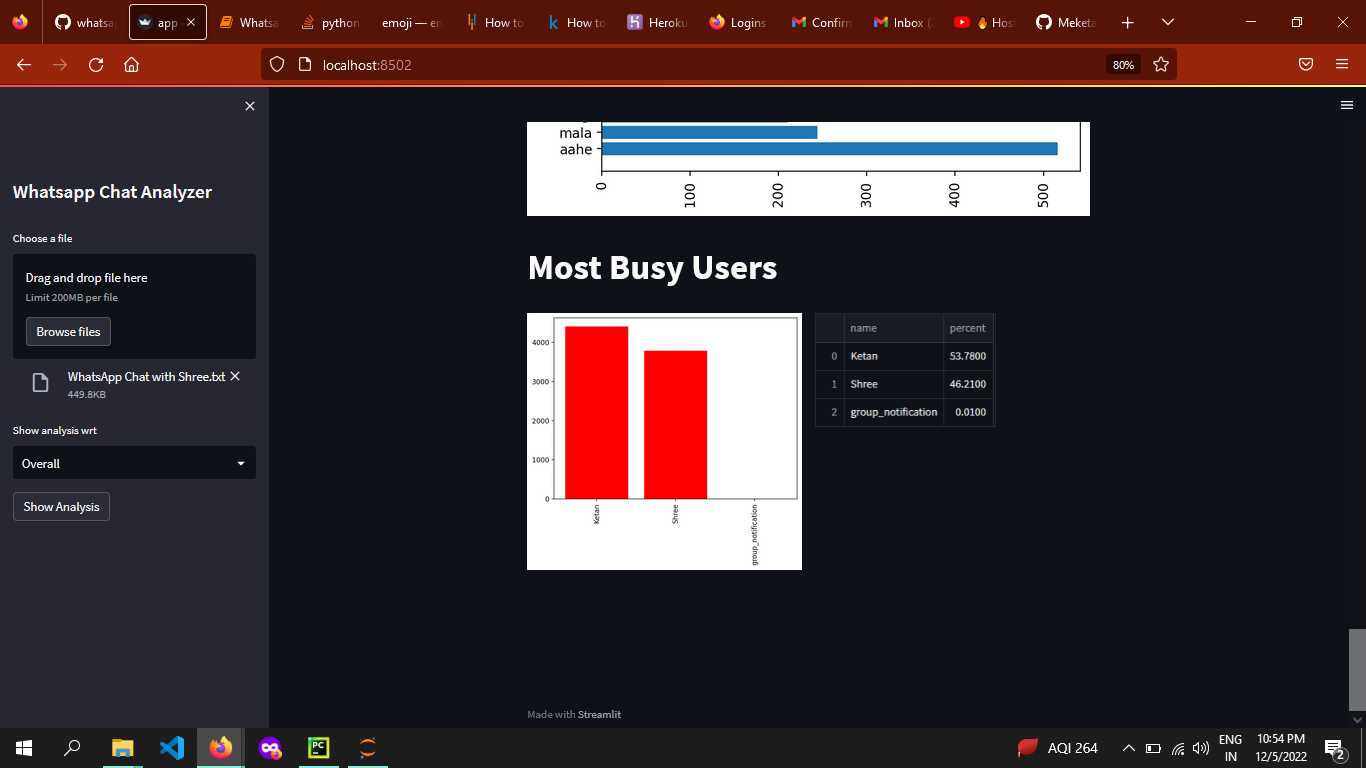 whatsa
app
Whatsa
python
emoji — en
How to
How to
Heroku
Logins
Confirm
Inbox (
🔥 Host
Meketa
localhost:8502
80%
Whatsapp Chat Analyzer
Choose a file
Drag and drop file here
Limit 200MB per file
Browse files
WhatsApp Chat with Shree.txt
449.8KB
Show analysis wrt
Overall
Show Analysis
mala
aahe
0 100 200 300 400 500
Most Busy Users
4000
3000
2000
1000
0
Ketan
Shree
group_notification
name percent
0 Ketan 53.7800
1 Shree 46.2100
2 group_notification 0.0100
Made with Streamlit
PC
AQI 264
ENG
IN
10:54 PM
12/5/2022
2